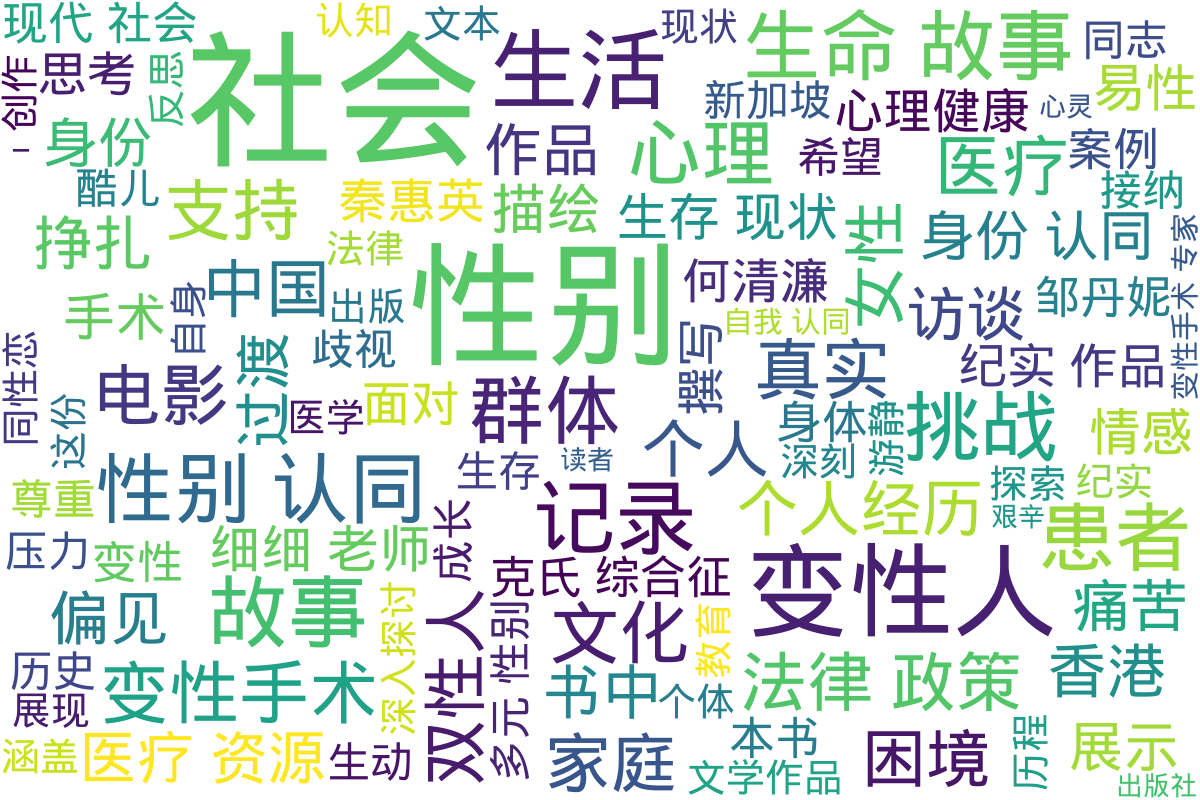 现代 社会
认知
文本
现状
生命 故事
同志
创作
思考
反思
社会
生活
新加坡
心理健康
心灵
易性
身份
作品
心理
希望
医疗
案例
酷儿
支持
秦惠英
描绘
生存 现状
女性
身份 认同
接纳
专家
挣扎
法律
中国
性别
何清濂
访谈
邹丹妮
手术
自身
出版
自我 认同
变性手术
同性恋
电影
过渡
歧视
群体
撰写
真实
纪实 作品
这份
医学
面对
个人
身体
游静
挑战
情感
性别 认同
生存
读者
深刻
探索
纪实
尊重
成长
记录
个人经历
艰辛
患者
压力
变性
细细 老师
克氏 综合征
变性人
痛苦
偏见
故事
深入探讨
双性人
多元 性别
文化
教育
历史
展现
变性手术
书中
个体
法律 政策
香港
涵盖
医疗 资源
生动
家庭
本书
文学作品
困境
历程
展示
出版社